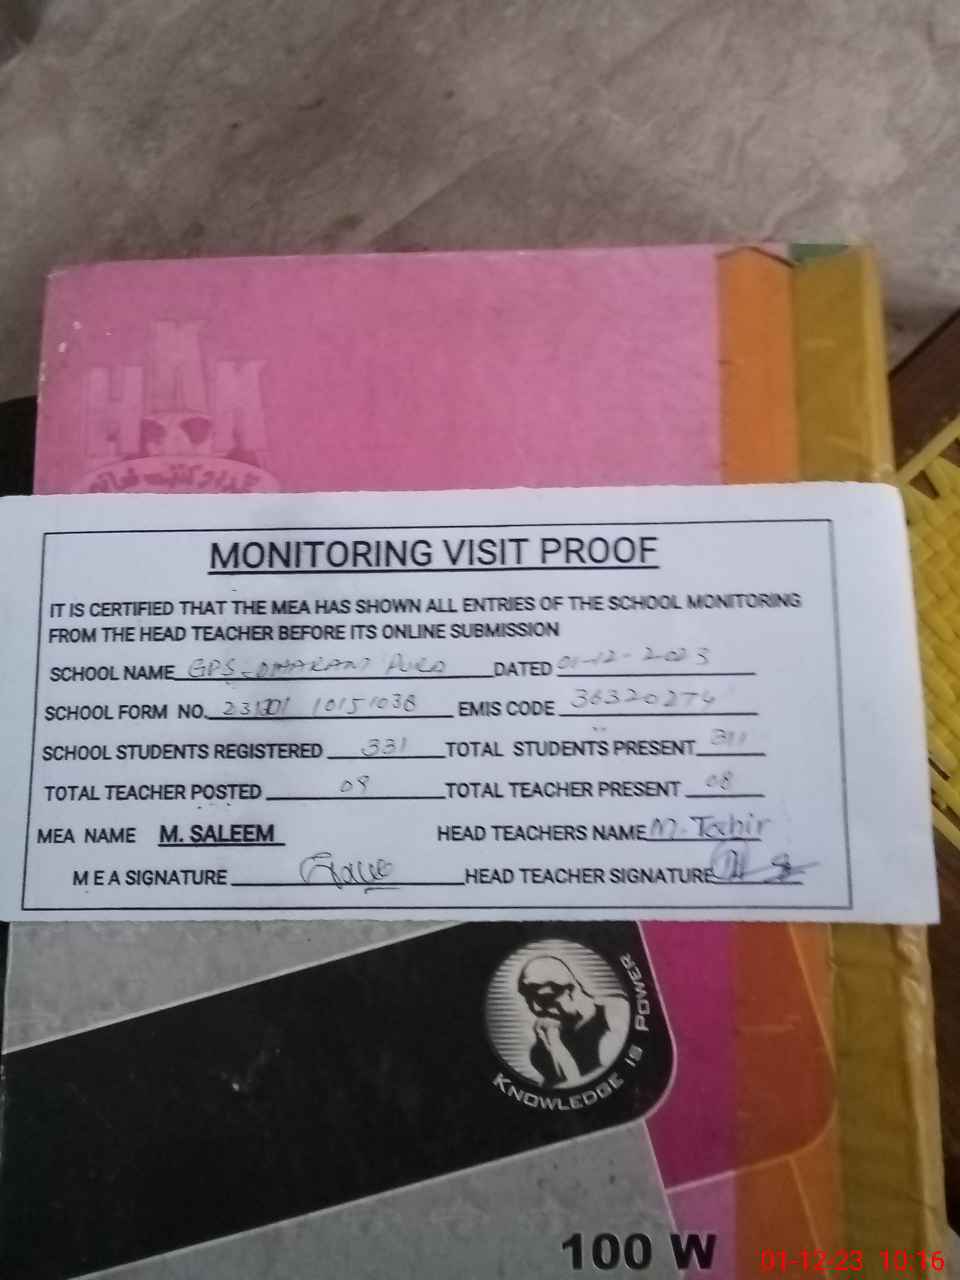 HMM
MONITORING VISIT PROOF
IT IS CERTIFIED THAT THE MEA HAS SHOWN ALL ENTRIES OF THE SCHOOL MONITORING
FROM THE HEAD TEACHER BEFORE ITS ONLINE SUBMISSION
SCHOOL NAME GPS DATED 01-12-2023
SCHOOL FORM NO. EMIS CODE 36320274
SCHOOL STUDENTS REGISTERED 331 TOTAL STUDENTS PRESENT 311
TOTAL TEACHER POSTED 09 TOTAL TEACHER PRESENT 08
MEA NAME M. SALEEM HEAD TEACHERS NAME M. Tahir
M E A SIGNATURE HEAD TEACHER SIGNATURE
KNOWLEDGE IS POWER
100 W
01-12-23 10:16